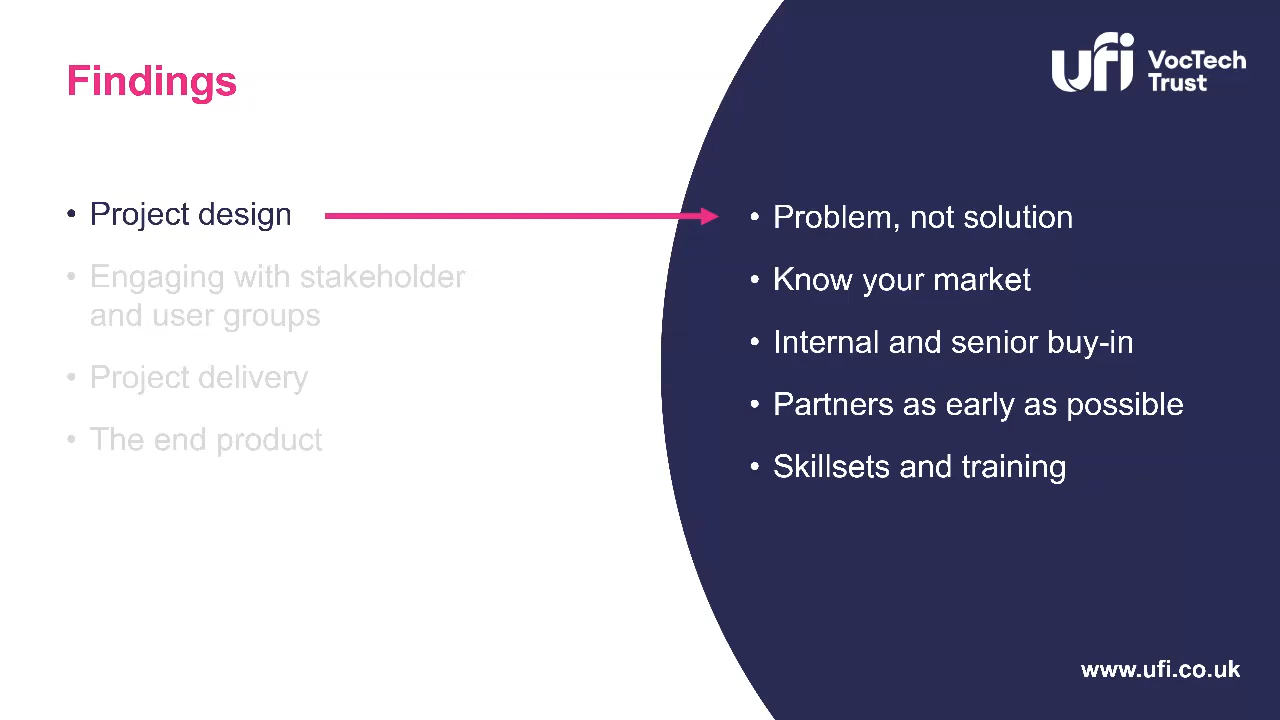 Findings
ufi VocTech
Trust
• Project design
• Engaging with stakeholder
and user groups
• Project delivery
• The end product
• Problem, not solution
• Know your market
• Internal and senior buy-in
• Partners as early as possible
• Skillsets and training
www.ufi.co.uk